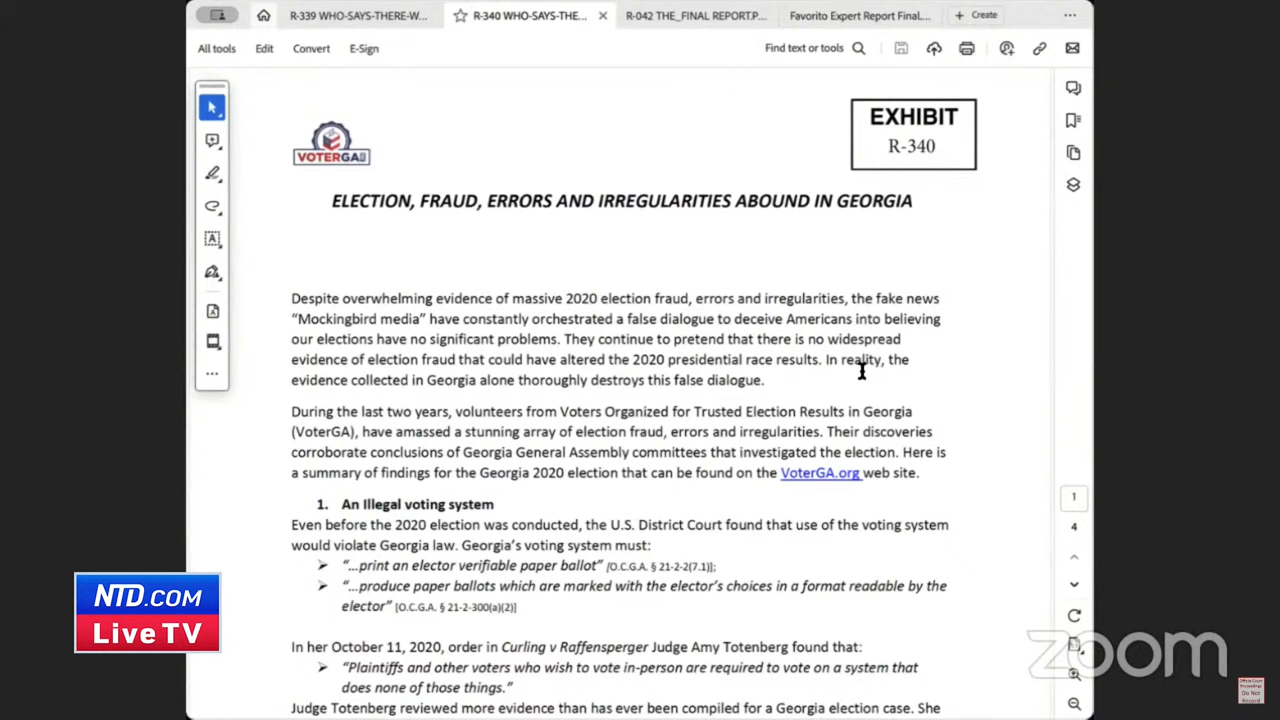 R-339 WHO-SAYS-THERE-W...
R-340 WHO-SAYS-THE...
R-042 THE_FINAL REPORT.P...
Favorito Expert Report Final....
+ Create
All tools
Edit
Convert
E-Sign
Find text or tools
VOTERGA
EXHIBIT
R-340
ELECTION, FRAUD, ERRORS AND IRREGULARITIES ABOUND IN GEORGIA
Despite overwhelming evidence of massive 2020 election fraud, errors and irregularities, the fake news
“Mockingbird media” have constantly orchestrated a false dialogue to deceive Americans into believing
our elections have no significant problems. They continue to pretend that there is no widespread
evidence of election fraud that could have altered the 2020 presidential race results. In reality, the
evidence collected in Georgia alone thoroughly destroys this false dialogue.
During the last two years, volunteers from Voters Organized for Trusted Election Results in Georgia
(VoterGA), have amassed a stunning array of election fraud, errors and irregularities. Their discoveries
corroborate conclusions of Georgia General Assembly committees that investigated the election. Here is
a summary of findings for the Georgia 2020 election that can be found on the VoterGA.org web site.
1. An Illegal voting system
Even before the 2020 election was conducted, the U.S. District Court found that use of the voting system
would violate Georgia law. Georgia’s voting system must:
➢ “…print an elector verifiable paper ballot” [O.C.G.A. § 21-2-2(7.1)];
➢ “…produce paper ballots which are marked with the elector’s choices in a format readable by the
elector” [O.C.G.A. § 21-2-300(a)(2)]
In her October 11, 2020, order in Curling v Raffensperger Judge Amy Totenberg found that:
➢ “Plaintiffs and other voters who wish to vote in-person are required to vote on a system that
does none of those things.”
Judge Totenberg reviewed more evidence than has ever been compiled for a Georgia election case. She
1
4
NTD.COM
Live TV
zoom
Official Court
Proceedings
Do Not
Record